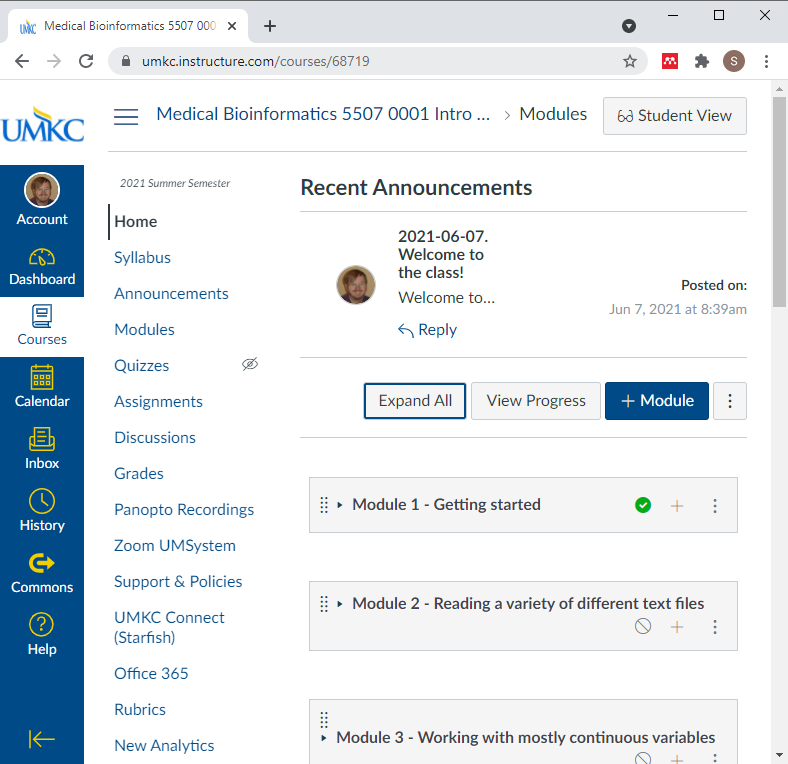 UMKC Medical Bioinformatics 5507 000
umkc.instructure.com/courses/68719
S
UMKC
Medical Bioinformatics 5507 0001 Intro ... › Modules
Student View
Account
Dashboard
Courses
Calendar
Inbox
History
Commons
Help
2021 Summer Semester
Home
Syllabus
Announcements
Modules
Quizzes
Assignments
Discussions
Grades
Panopto Recordings
Zoom UMSystem
Support & Policies
UMKC Connect
(Starfish)
Office 365
Rubrics
New Analytics
Recent Announcements
2021-06-07.
Welcome to
the class!
Welcome to...
Reply
Posted on:
Jun 7, 2021 at 8:39am
Expand All
View Progress
+ Module
Module 1 - Getting started
Module 2 - Reading a variety of different text files
Module 3 - Working with mostly continuous variables